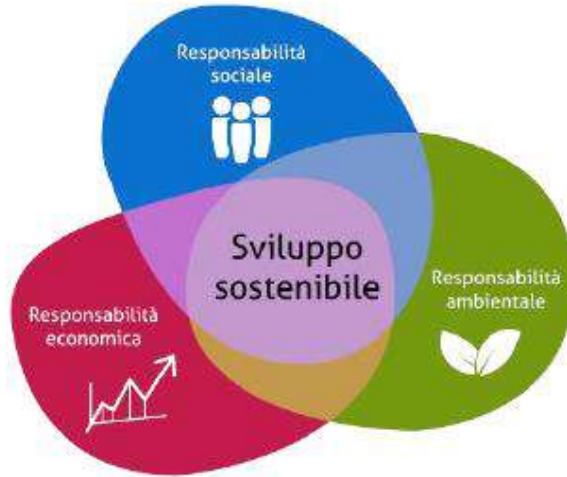 Responsabilità
sociale
Sviluppo
sostenibile
Responsabilità
ambientale
Responsabilità
economica